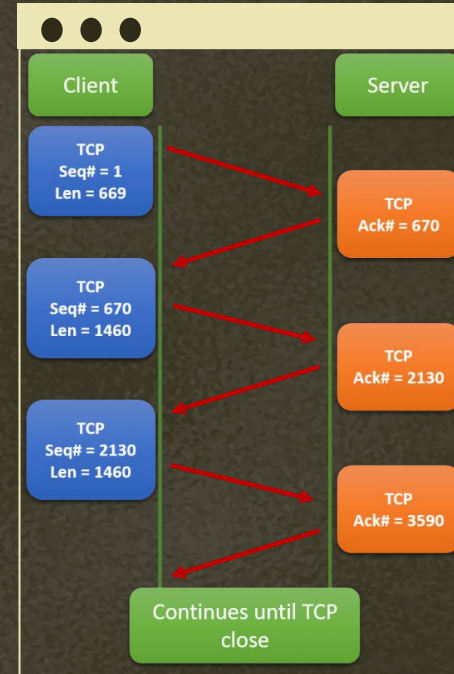 Client
Server
TCP
Seq# = 1
Len = 669
TCP
Ack# = 670
TCP
Seq# = 670
Len = 1460
TCP
Ack# = 2130
TCP
Seq# = 2130
Len = 1460
TCP
Ack# = 3590
Continues until TCP
close